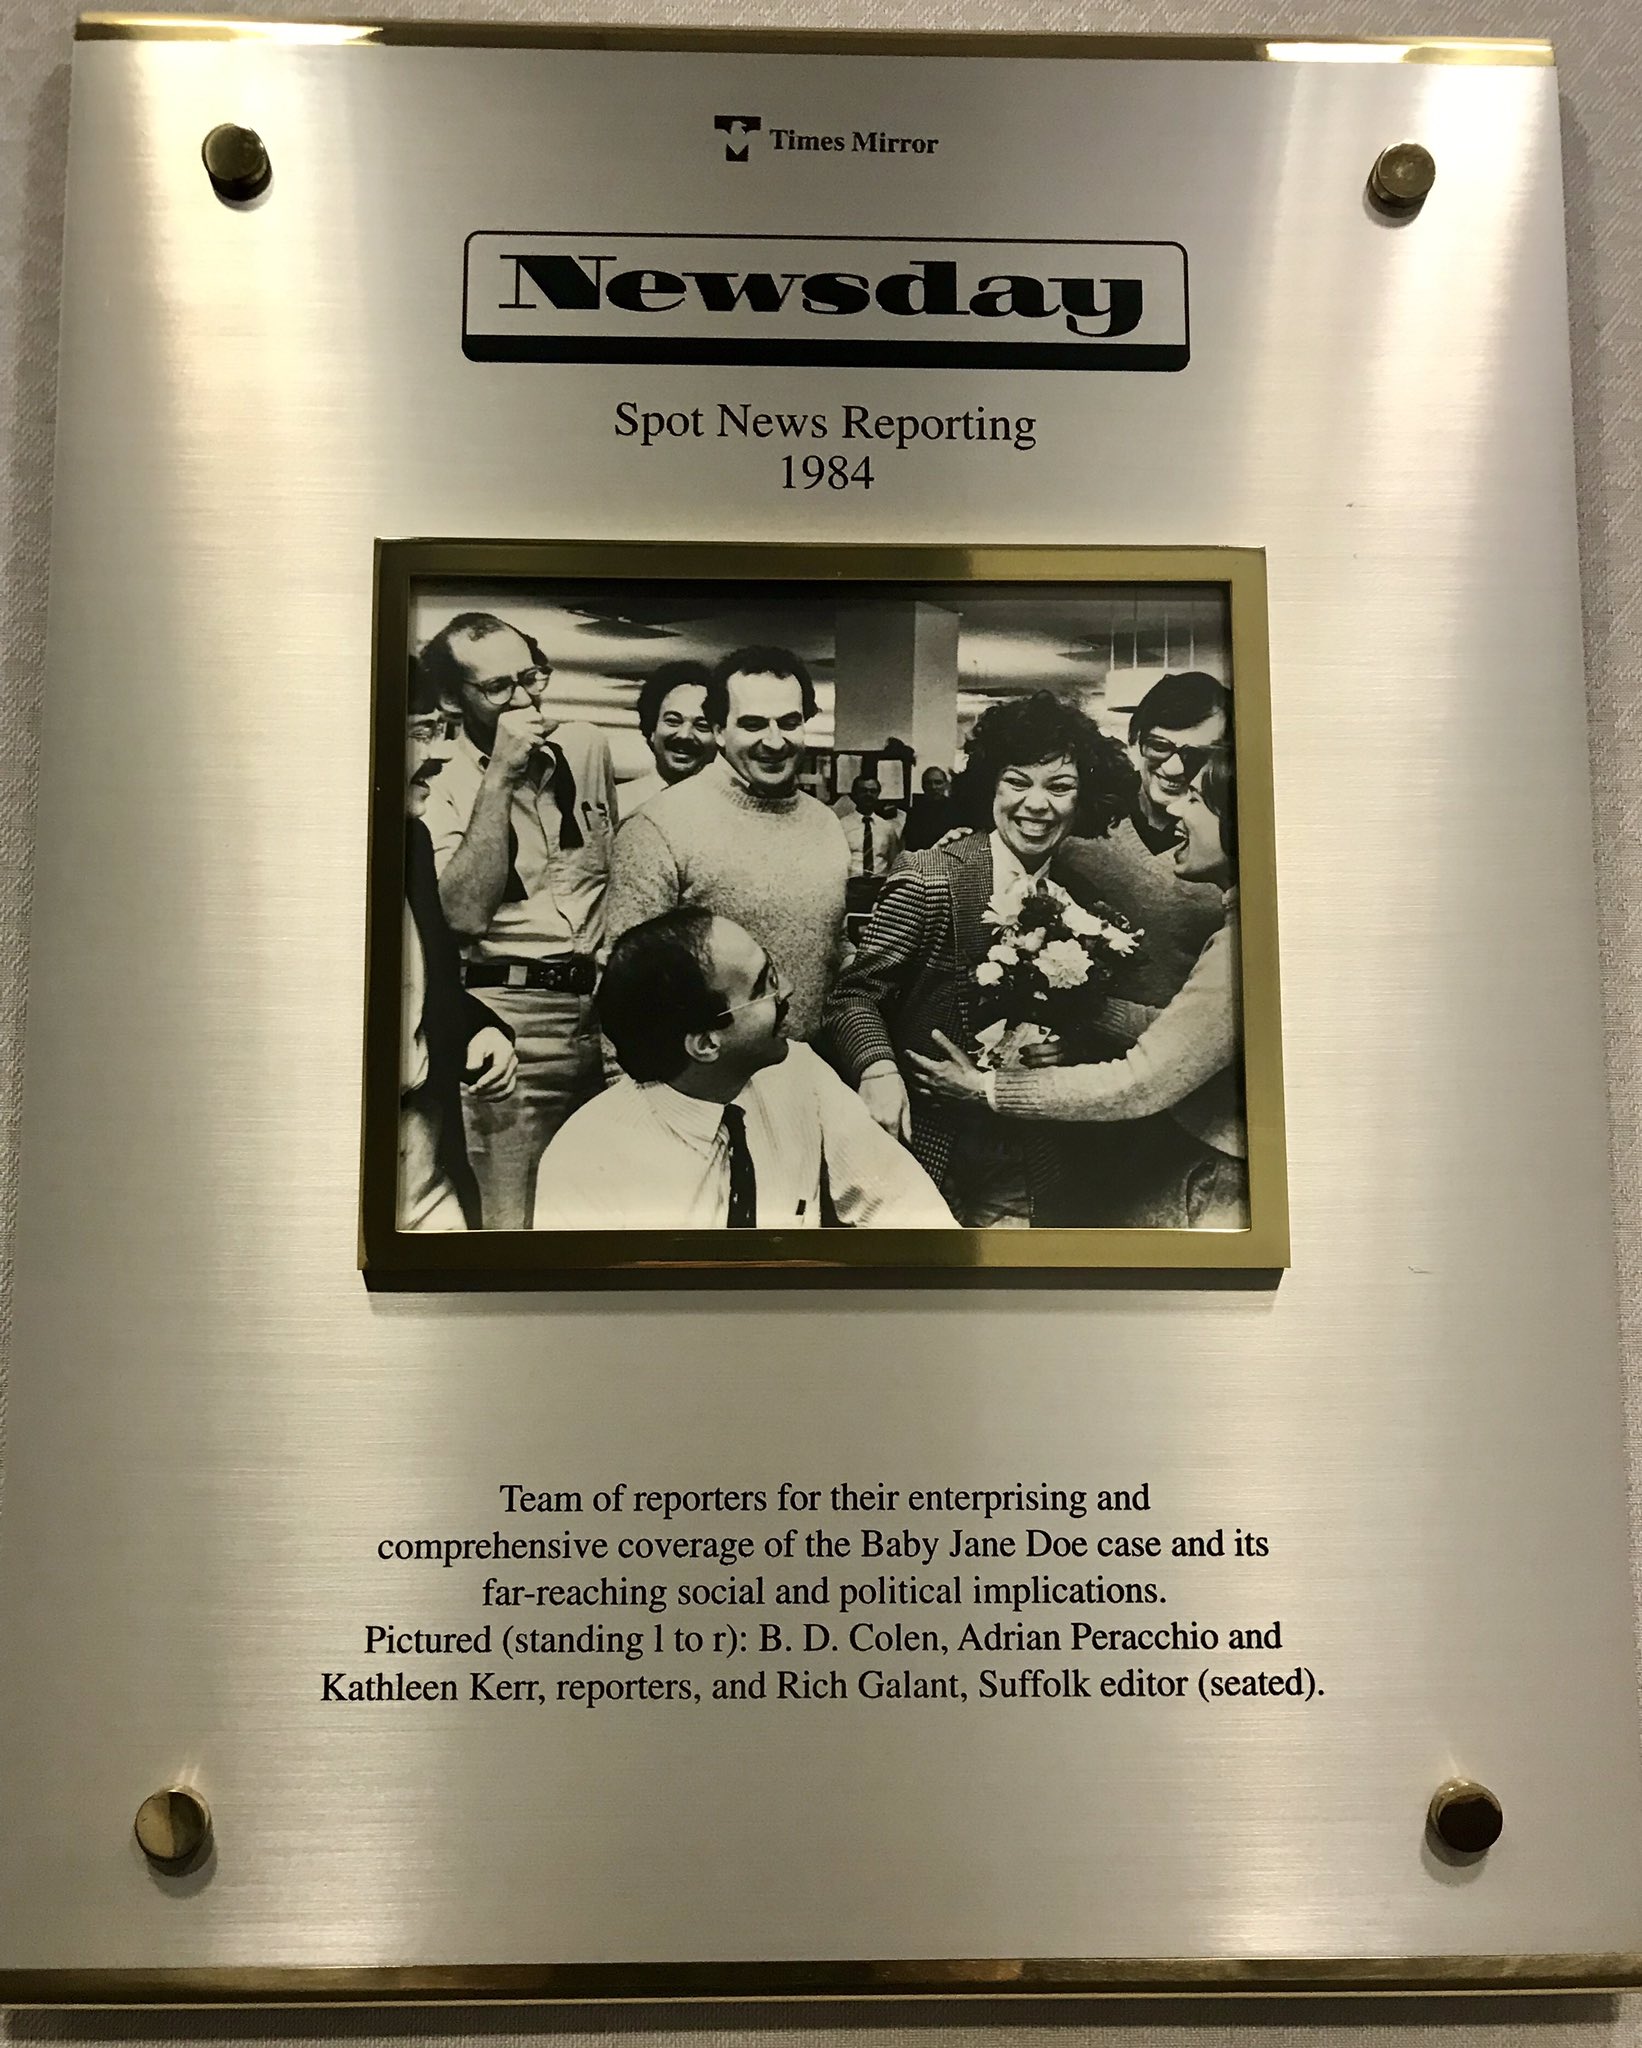 Times Mirror
Newsday
Spot News Reporting
1984
Team of reporters for their enterprising and
comprehensive coverage of the Baby Jane Doe case and its
far-reaching social and political implications.
Pictured (standing l to r): B. D. Colen, Adrian Peracchio and
Kathleen Kerr, reporters, and Rich Galant, Suffolk editor (seated).